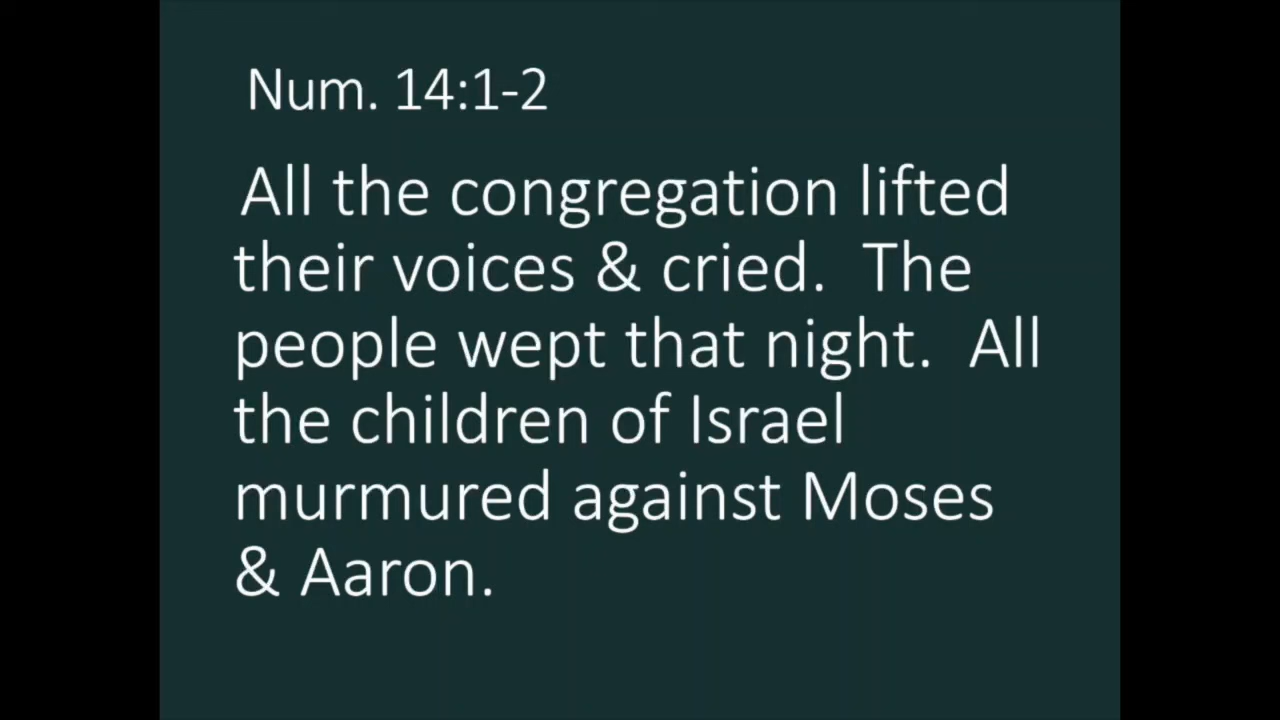 Num. 14:1-2
All the congregation lifted
their voices & cried.  The
people wept that night.  All
the children of Israel
murmured against Moses
& Aaron.